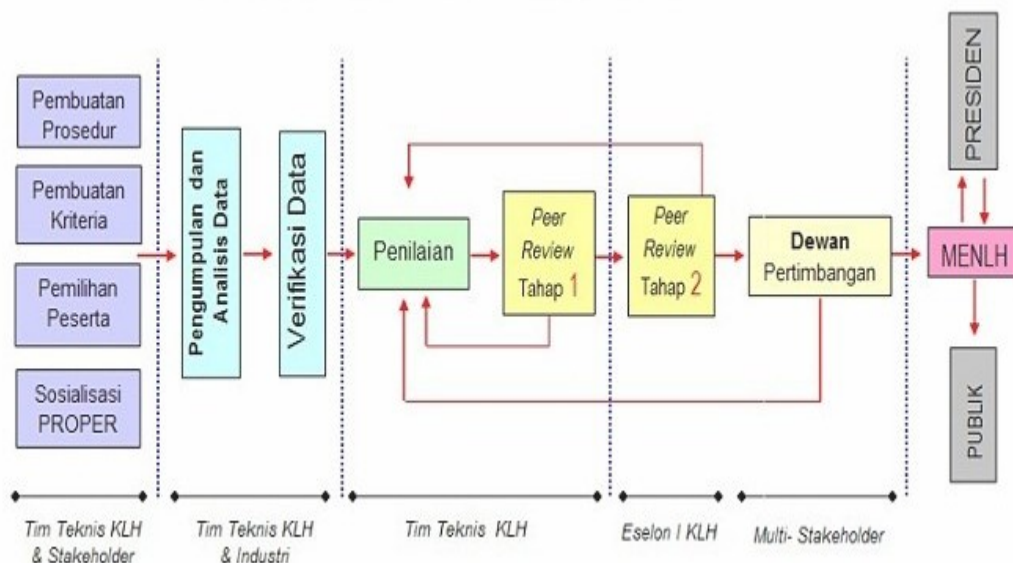 Pembuatan
Prosedur
Pembuatan
Kriteria
Pemilihan
Peserta
Sosialisasi
PROPER
Pengumpulan dan
Analisis Data
Verifikasi Data
Penilaian
Peer
Review
Tahap 1
Peer
Review
Tahap 2
Dewan
Pertimbangan
PRESIDEN
MENLH
PUBLIK
Tim Teknis KLH
& Stakeholder
Tim Teknis KLH
& Industri
Tim Teknis KLH
Eselon I KLH
Multi- Stakeholder